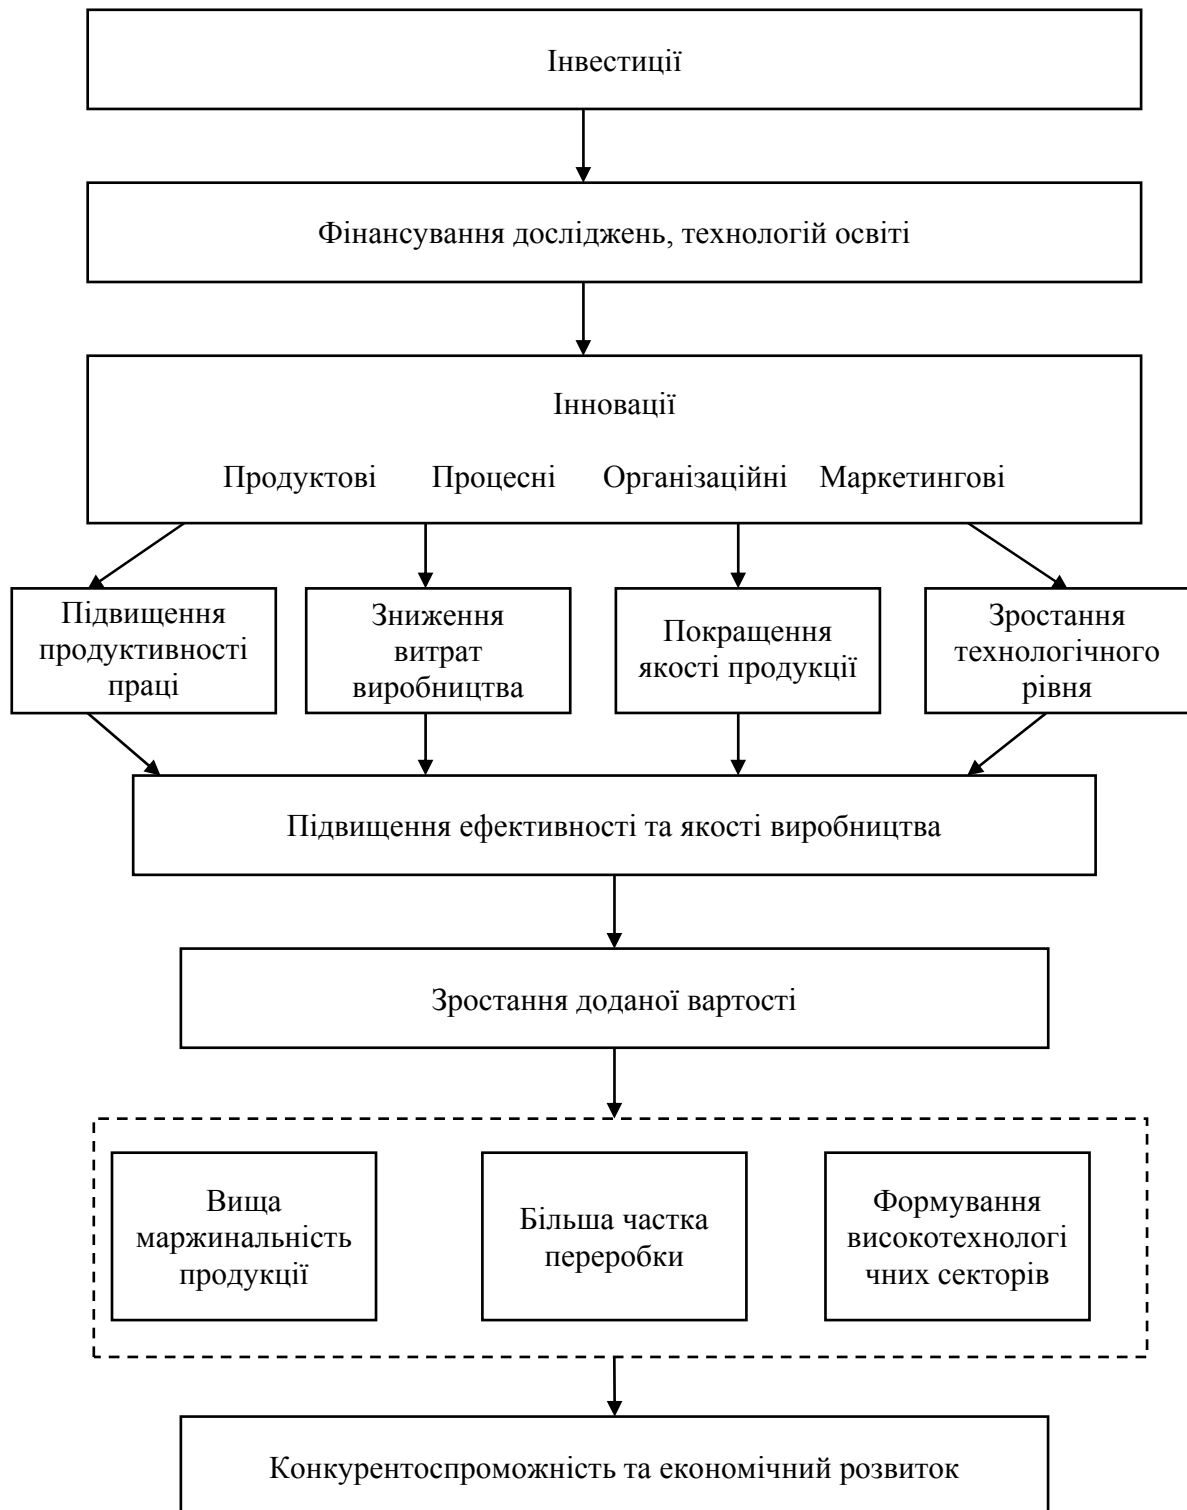 Інвестиції
Фінансування досліджень, технологій освіті
Інновації
Продуктові Процесні Організаційні Маркетингові
Підвищення
продуктивності
праці
Зниження
витрат
виробництва
Покращення
якості продукції
Зростання
технологічного
рівня
Підвищення ефективності та якості виробництва
Зростання доданої вартості
Вища
маржинальність
продукції
Більша частка
переробки
Формування
високотехнологі
чних секторів
Конкурентоспроможність та економічний розвиток